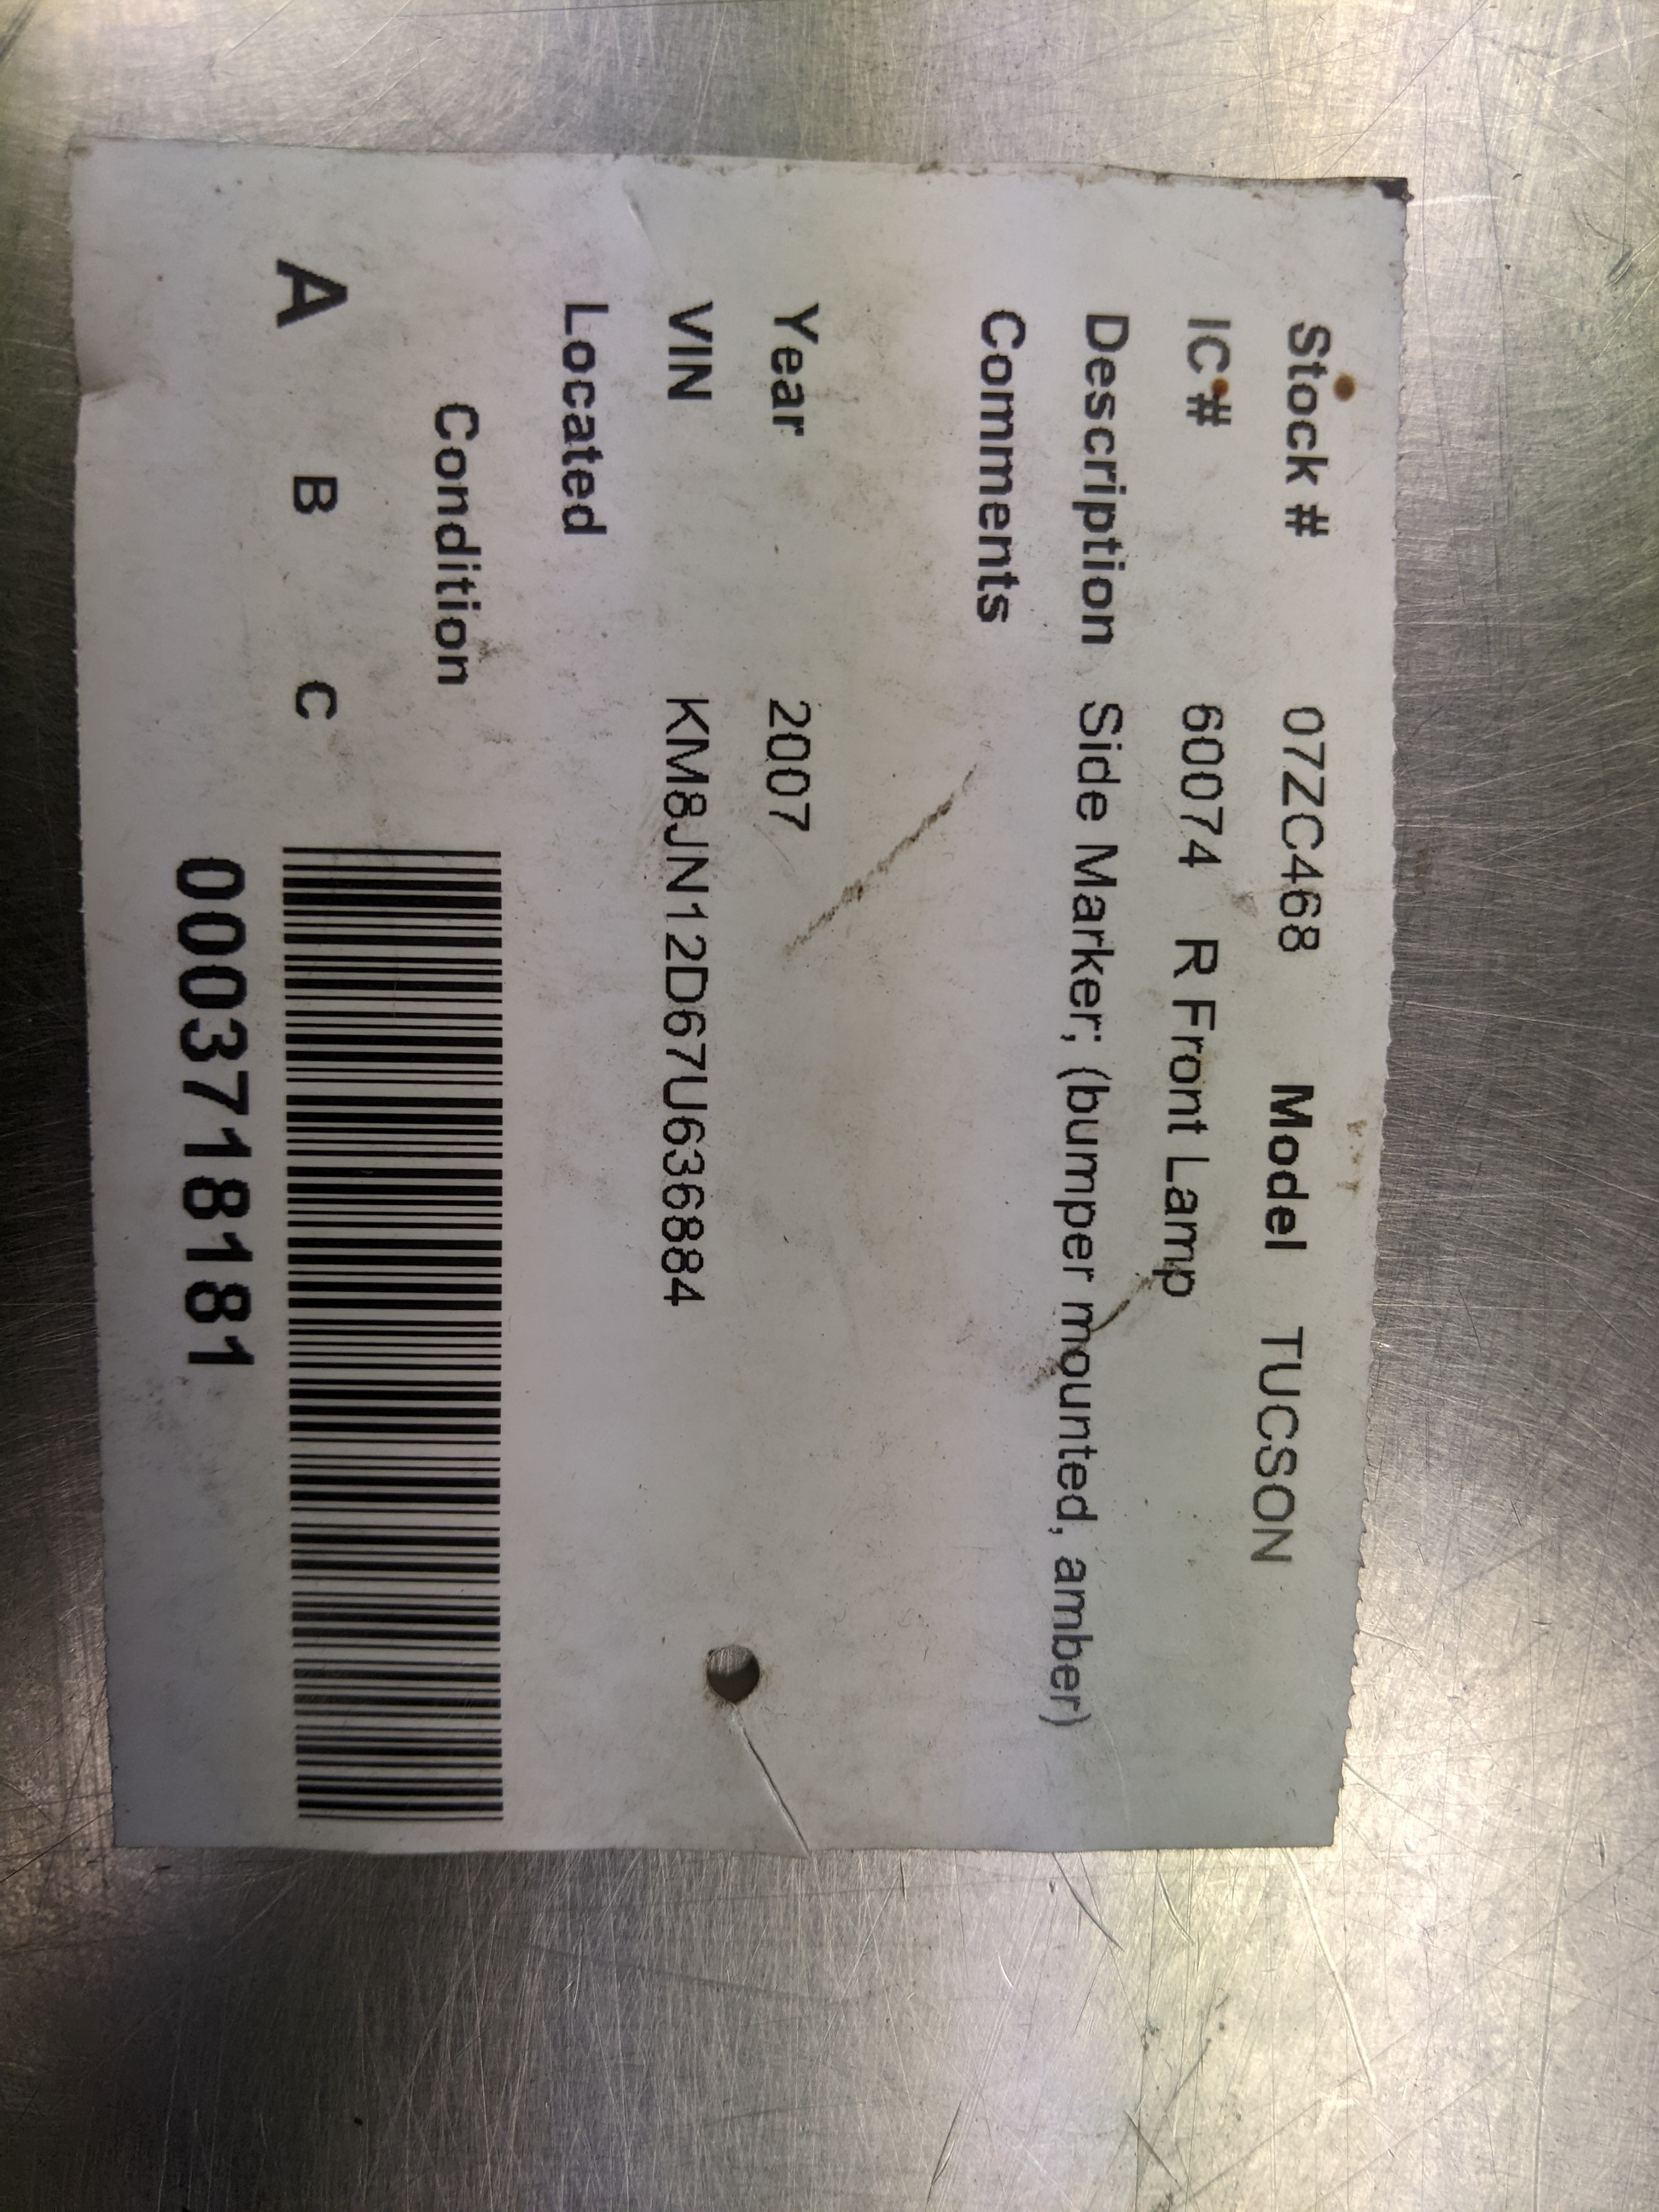 Stock # 07ZC468 Model TUCSON
IC # 60074 R Front Lamp
Description Side Marker; (bumper mounted, amber)
Comments
Year 2007
VIN KM8JN12D67U636884
Located
Condition
A B C
0003718181